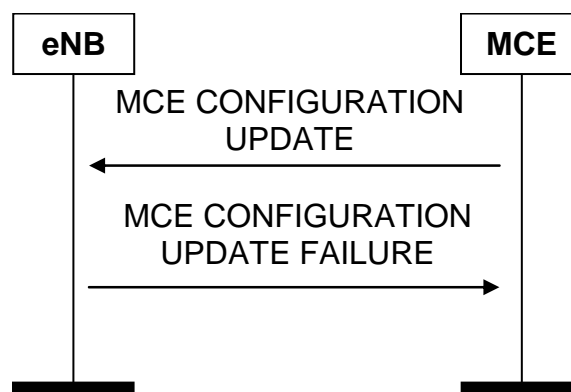 eNB
MCE
MCE CONFIGURATION
UPDATE
MCE CONFIGURATION
UPDATE FAILURE